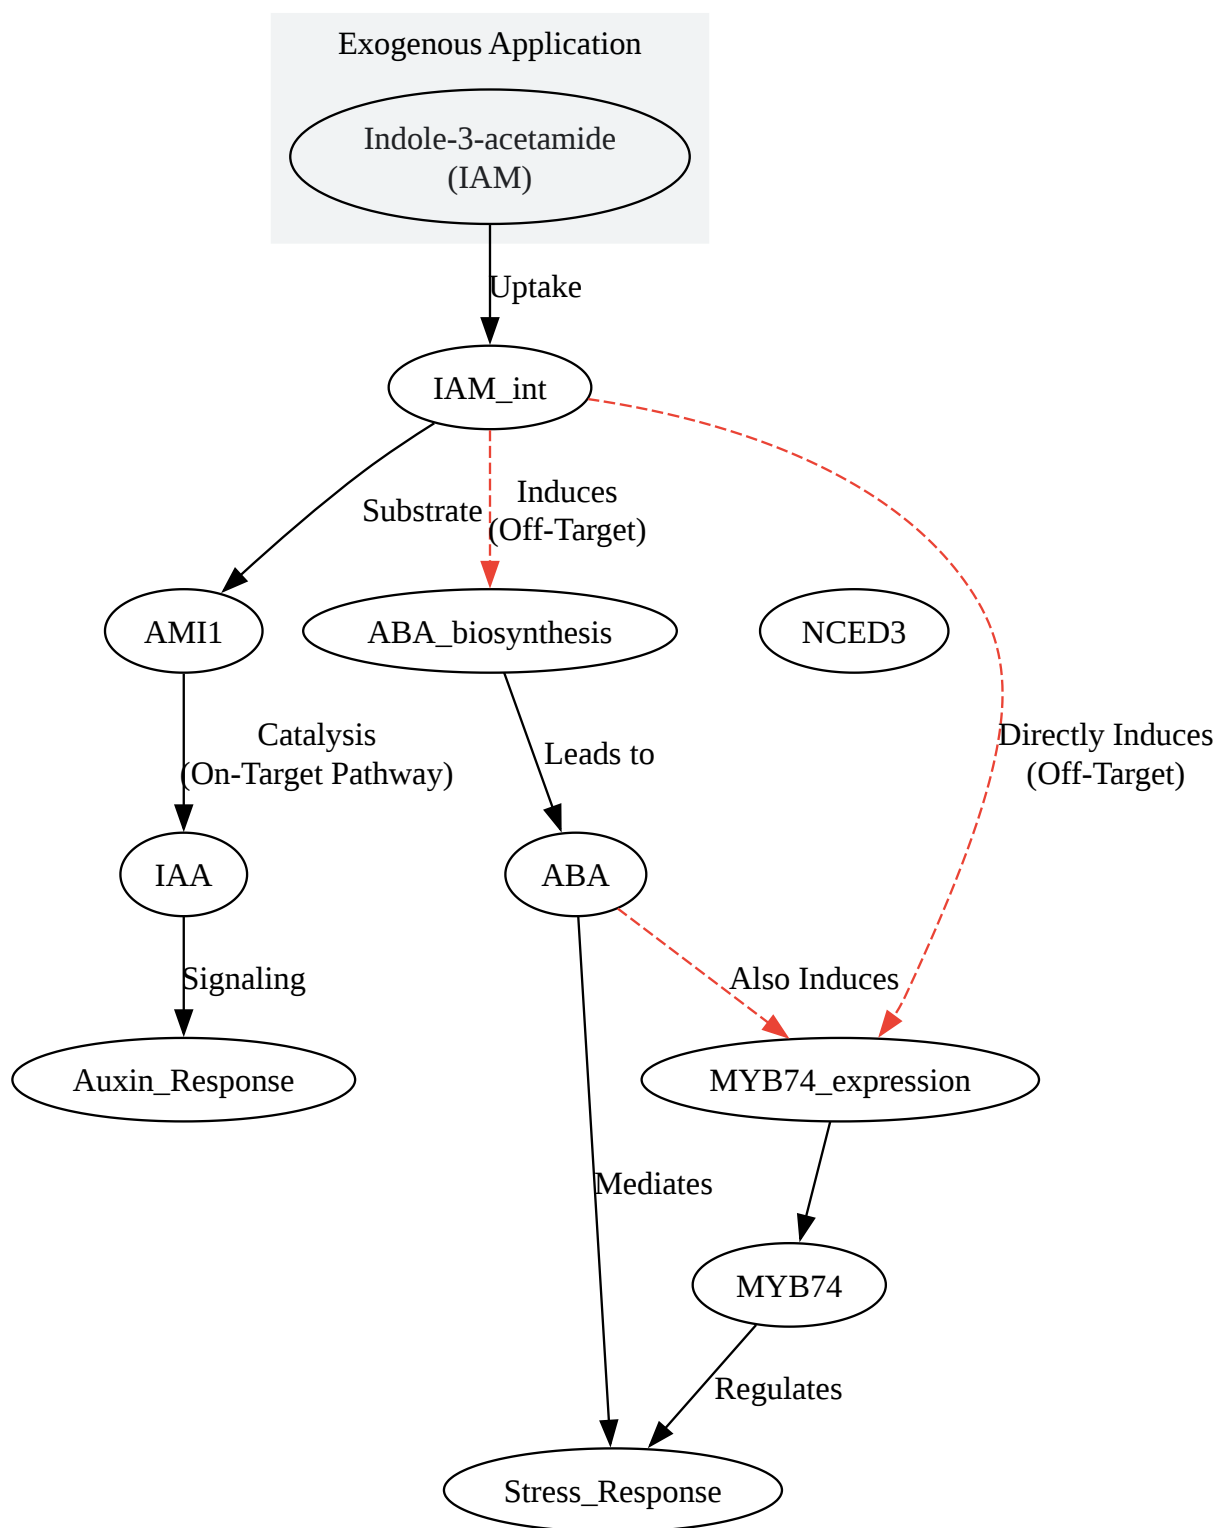 Exogenous Application
Indole-3-acetamide
(IAM)
Uptake
IAM_int
Substrate
Induces
(Off-Target)
AMI1
ABA_biosynthesis
NCED3
Catalysis
(On-Target Pathway)
Leads to
Directly Induces
(Off-Target)
IAA
ABA
Signaling
Also Induces
Auxin_Response
MYB74_expression
Mediates
MYB74
Regulates
Stress_Response